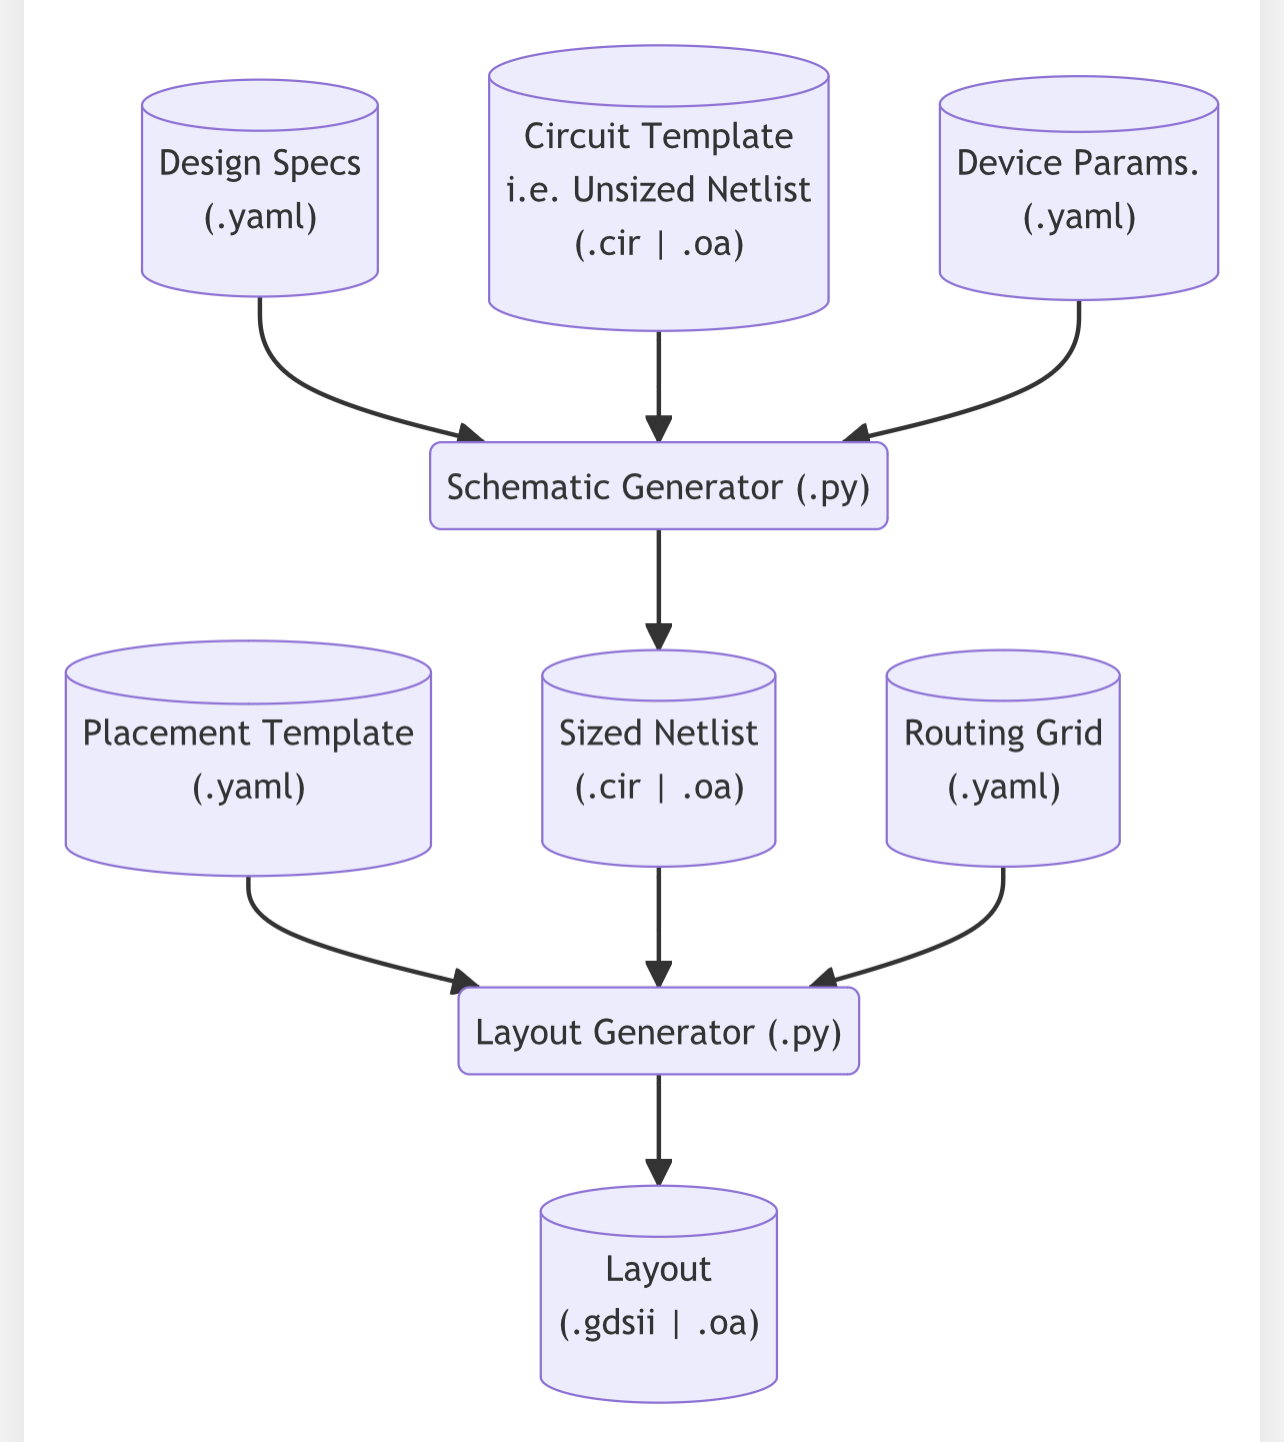 Design Specs
(.yaml)
Circuit Template
i.e. Unsized Netlist
(.cir | .oa)
Device Params.
(.yaml)
Schematic Generator (.py)
Placement Template
(.yaml)
Sized Netlist
(.cir | .oa)
Routing Grid
(.yaml)
Layout Generator (.py)
Layout
(.gdsii | .oa)